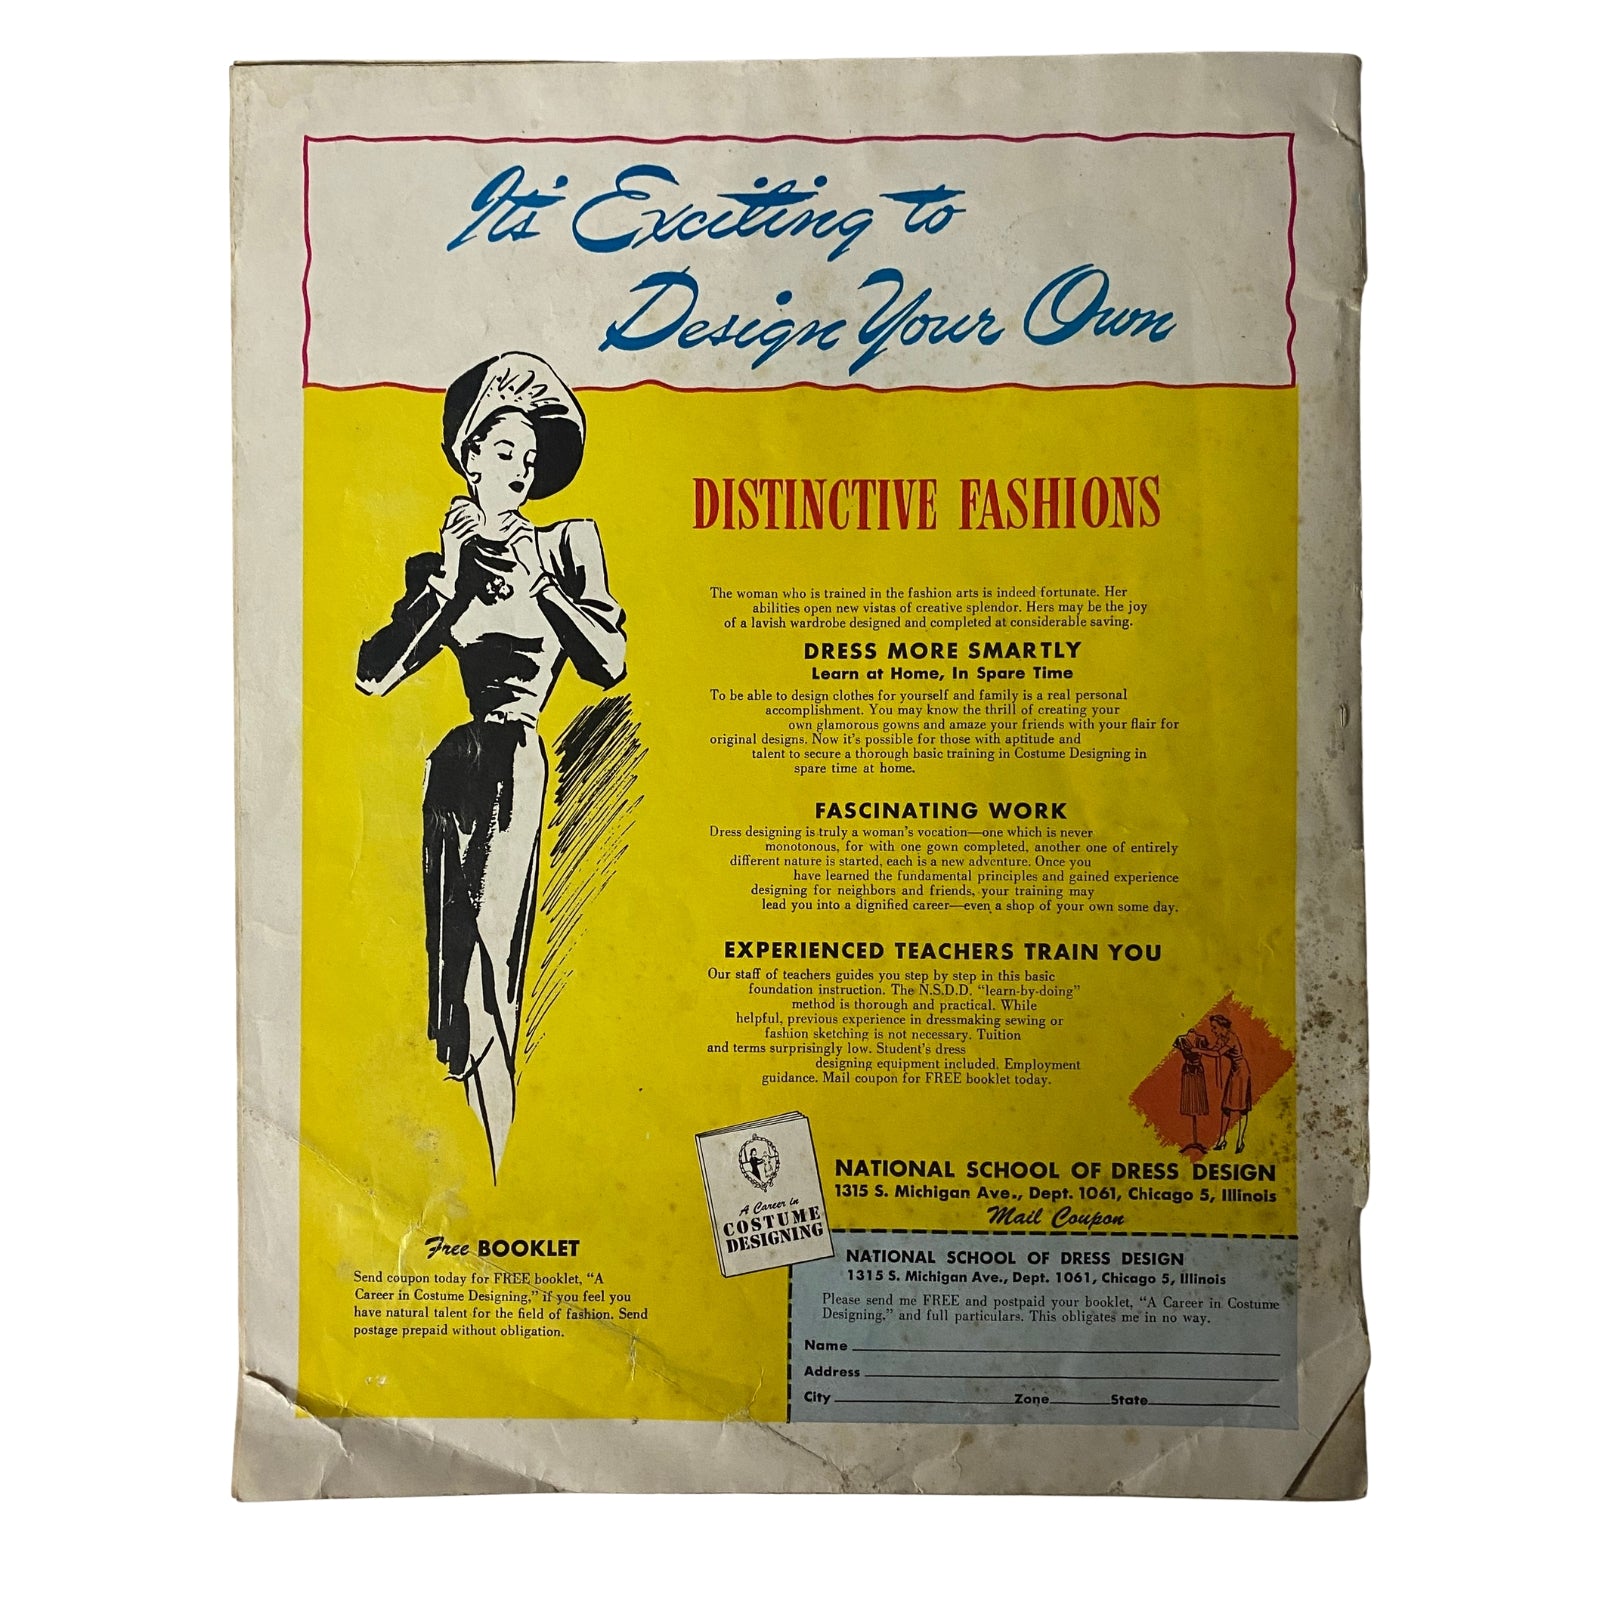 It's Exciting to
Design Your Own
DISTINCTIVE FASHIONS
The woman who is trained in the fashion arts is indeed fortunate. Her
abilities open new vistas of creative splendor. Hers may be the joy
of a lavish wardrobe designed and completed at considerable saving.
DRESS MORE SMARTLY
Learn at Home, In Spare Time
To be able to design clothes for yourself and family is a real personal
accomplishment. You may know the thrill of creating your
own glamorous gowns and amaze your friends with your flair for
original designs. Now it's possible for those with aptitude and
talent to secure a thorough basic training in Costume Designing in
spare time at home.
FASCINATING WORK
Dress designing is truly a woman's vocation—one which is never
monotonous, for with one gown completed, another one of entirely
different nature is started, each is a new adventure. Once you
have learned the fundamental principles and gained experience
designing for neighbors and friends, your training may
lead you into a dignified career—even a shop of your own some day.
EXPERIENCED TEACHERS TRAIN YOU
Our staff of teachers guides you step by step in this basic
foundation instruction. The N.S.D.D. "learn-by-doing"
method is thorough and practical. While
helpful, previous experience in dressmaking sewing or
fashion sketching is not necessary. Tuition
and terms surprisingly low. Student's dress
designing equipment included. Employment
guidance. Mail coupon for FREE booklet today.
A Career in
COSTUME
DESIGNING
NATIONAL SCHOOL OF DRESS DESIGN
1315 S. Michigan Ave., Dept. 1061, Chicago 5, Illinois
Mail Coupon
Free BOOKLET
Send coupon today for FREE booklet, "A
Career in Costume Designing," if you feel you
have natural talent for the field of fashion. Send
postage prepaid without obligation.
NATIONAL SCHOOL OF DRESS DESIGN
1315 S. Michigan Ave., Dept. 1061, Chicago 5, Illinois
Please send me FREE and postpaid your booklet, "A Career in Costume
Designing," and full particulars. This obligates me in no way.
Name
Address
City Zone State